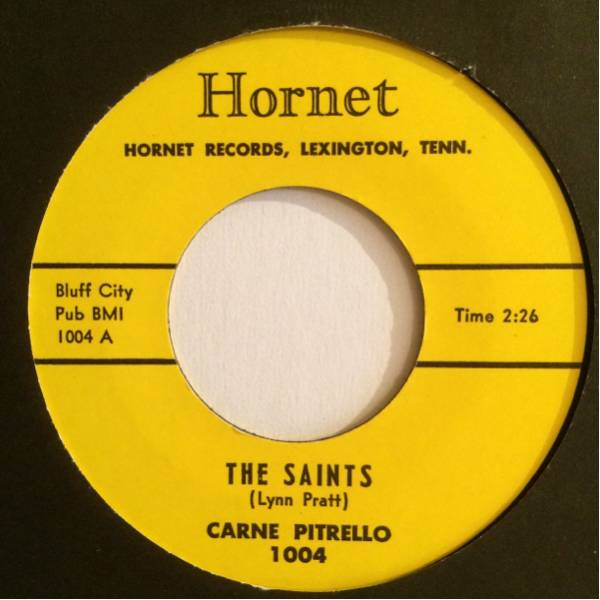 Hornet
HORNET RECORDS, LEXINGTON, TENN.
Bluff City
Pub BMI
1004 A
Time 2:26
THE SAINTS
(Lynn Pratt)
CARNE PITRELLO
1004